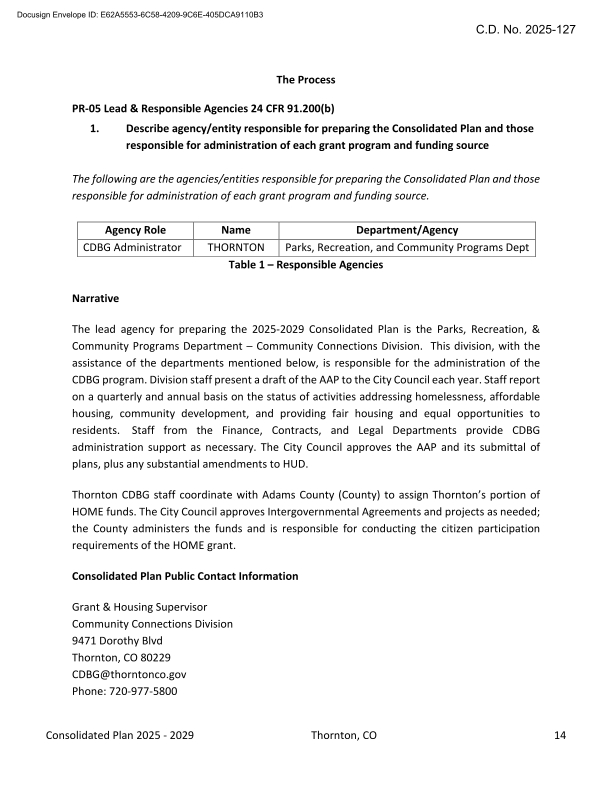 Docusign Envelope ID: E62A5553-6C58-4209-9C6E-405DCA9110B3
C.D. No. 2025-127
The Process
PR-05 Lead & Responsible Agencies 24 CFR 91.200(b)
1. Describe agency/entity responsible for preparing the Consolidated Plan and those
responsible for administration of each grant program and funding source
The following are the agencies/entities responsible for preparing the Consolidated Plan and those
responsible for administration of each grant program and funding source.
Agency Role Name Department/Agency
CDBG Administrator THORNTON Parks, Recreation, and Community Programs Dept
Table 1 – Responsible Agencies
Narrative
The lead agency for preparing the 2025-2029 Consolidated Plan is the Parks, Recreation, &
Community Programs Department – Community Connections Division. This division, with the
assistance of the departments mentioned below, is responsible for the administration of the
CDBG program. Division staff present a draft of the AAP to the City Council each year. Staff report
on a quarterly and annual basis on the status of activities addressing homelessness, affordable
housing, community development, and providing fair housing and equal opportunities to
residents. Staff from the Finance, Contracts, and Legal Departments provide CDBG
administration support as necessary. The City Council approves the AAP and its submittal of
plans, plus any substantial amendments to HUD.
Thornton CDBG staff coordinate with Adams County (County) to assign Thornton’s portion of
HOME funds. The City Council approves Intergovernmental Agreements and projects as needed;
the County administers the funds and is responsible for conducting the citizen participation
requirements of the HOME grant.
Consolidated Plan Public Contact Information
Grant & Housing Supervisor
Community Connections Division
9471 Dorothy Blvd
Thornton, CO 80229
CDBG@thorntonco.gov
Phone: 720-977-5800
Consolidated Plan 2025 - 2029 Thornton, CO 14